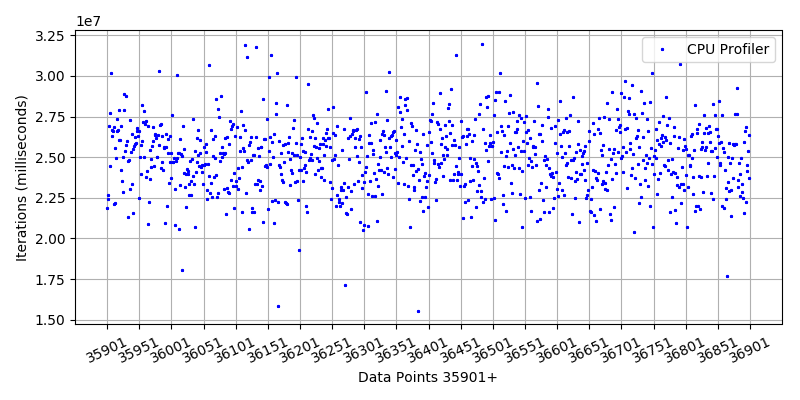 1e7
CPU Profiler
3.25
3.00
2.75
2.50
2.25
2.00
1.75
1.50
Iterations (milliseconds)
35901 35951 36001 36051 36101 36151 36201 36251 36301 36351 36401 36451 36501 36551 36601 36651 36701 36751 36801 36851 36901
Data Points 35901+